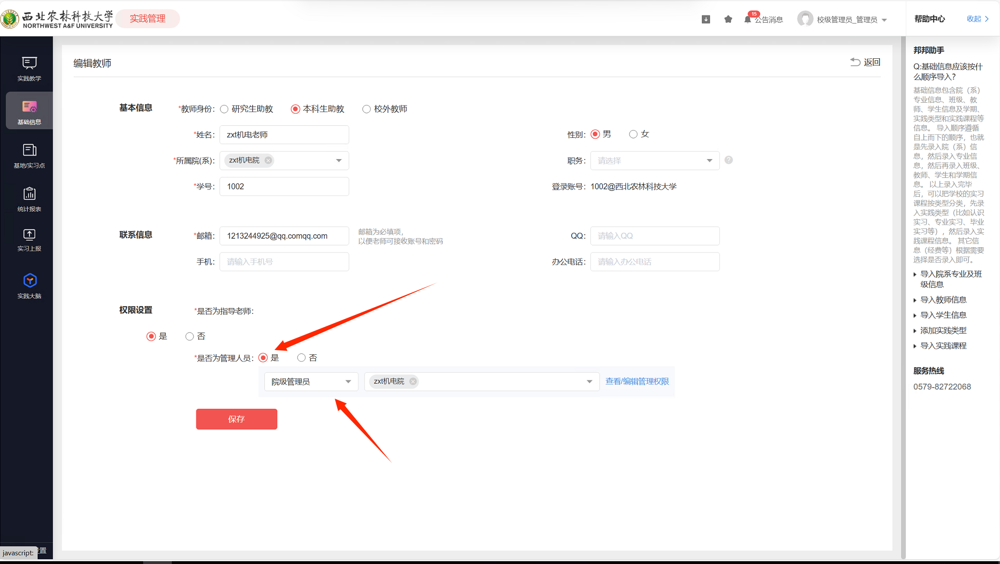 西北农林科技大学
NORTHWEST A&F UNIVERSITY
实践管理
15
公告消息
校级管理员_管理员
帮助中心
收起
实践教学
基础信息
基地/实习点
统计报表
实习上报
实践大脑
置
javascript:
编辑教师
返回
基本信息
*教师身份:
研究生助教
本科生助教
校外教师
*姓名:
zxt机电老师
性别:
男
女
*所属院(系):
zxt机电院
职务:
请选择
?
*学号:
1002
登录账号:
1002@西北农林科技大学
联系信息
*邮箱:
1213244925@qq.comqq.com
邮箱为必填项，
以便老师可接收账号和密码
QQ:
请输入QQ
手机:
请输入手机号
办公电话:
请输入办公电话
权限设置
*是否为指导老师:
是
否
*是否为管理人员:
是
否
院级管理员
zxt机电院
查看/编辑管理权限
保存
邦邦助手
Q:基础信息应该按什
么顺序导入？
基础信息包含院（系）
专业信息、班级、教
师、学生信息及学期、
实践类型和实践课程等
信息。 导入顺序遵循
自上而下的顺序，也就
是先录入院（系）信
息，然后录入专业信
息，然后再录入班级、
教师、学生和学期信
息。 以上录入完毕
后，可以把学校的实习
课程按类型分类，先录
入实践类型（比如认识
实习、专业实习、毕业
实习等），然后录入实
践课程信息。 其它信
息（经费等）根据需要
选择是否录入即可。
导入院系专业及班
级信息
导入教师信息
导入学生信息
添加实践类型
导入实践课程
服务热线
0579-82722068